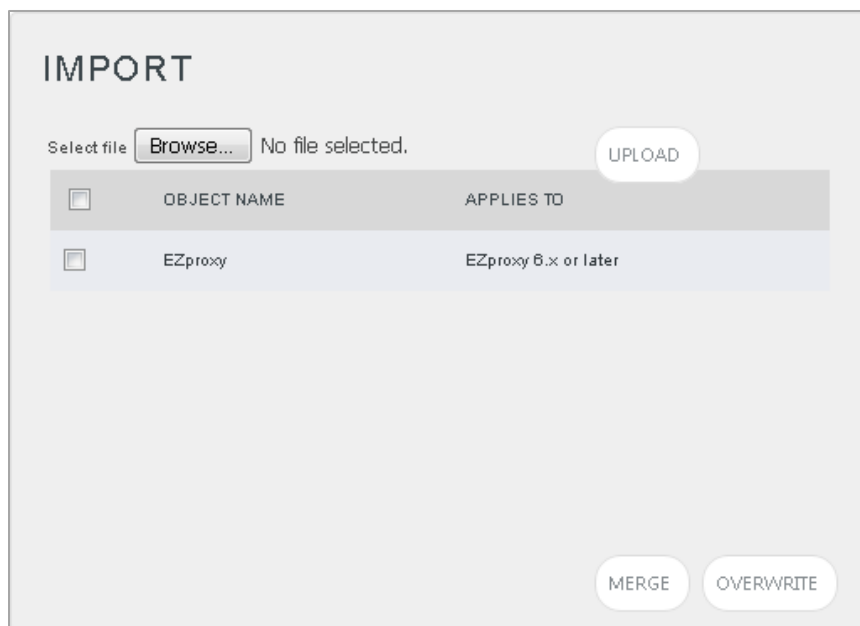 IMPORT
Select file Browse... No file selected. UPLOAD
OBJECT NAME APPLIES TO
EZproxy EZproxy 6.x or later
MERGE OVERWRITE